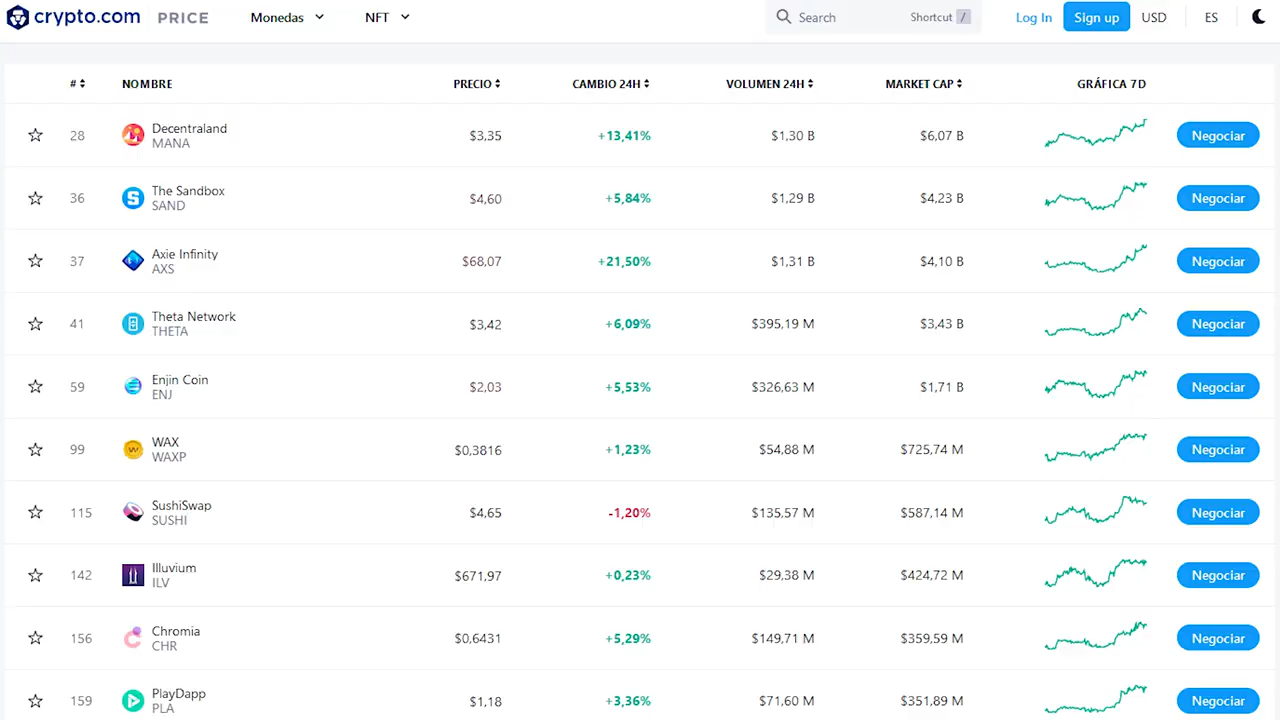 crypto.com PRICE Monedas NFT Search Shortcut / Log In Sign up USD ES
# NOMBRE PRECIO CAMBIO 24H VOLUMEN 24H MARKET CAP GRÁFICA 7D
28 Decentraland MANA $3,35 +13,41% $1,30 B $6,07 B Negociar
36 The Sandbox SAND $4,60 +5,84% $1,29 B $4,23 B Negociar
37 Axie Infinity AXS $68,07 +21,50% $1,31 B $4,10 B Negociar
41 Theta Network THETA $3,42 +6,09% $395,19 M $3,43 B Negociar
59 Enjin Coin ENJ $2,03 +5,53% $326,63 M $1,71 B Negociar
99 WAX WAXP $0,3816 +1,23% $54,88 M $725,74 M Negociar
115 SushiSwap SUSHI $4,65 -1,20% $135,57 M $587,14 M Negociar
142 Illuvium ILV $671,97 +0,23% $29,38 M $424,72 M Negociar
156 Chromia CHR $0,6431 +5,29% $149,71 M $359,59 M Negociar
159 PlayDapp PLA $1,18 +3,36% $71,60 M $351,89 M Negociar